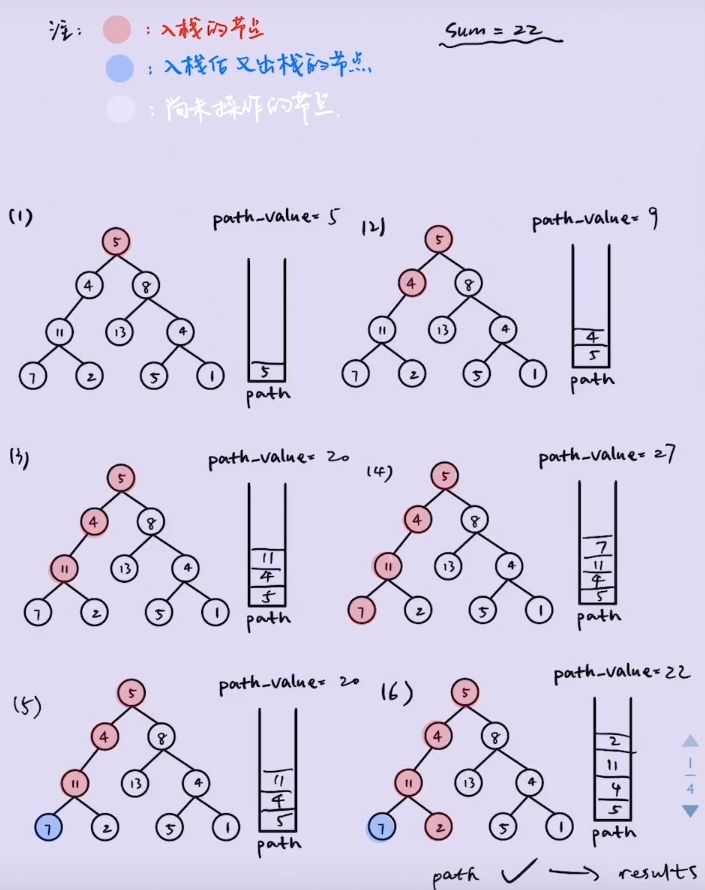 注: : 入栈的节点
sum = 22
: 入栈后又出栈的节点
: 尚未操作的节点.
(1)
path_value= 5
5
4 8
11 13 4
7 2 5 1
5
path
(2)
path_value= 9
5
4 8
11 13 4
7 2 5 1
4
5
path
(3)
path_value= 20
5
4 8
11 13 4
7 2 5 1
11
4
5
path
(4)
path_value= 27
5
4 8
11 13 4
7 2 5 1
7
11
4
5
path
(5)
path_value= 20
5
4 8
11 13 4
7 2 5 1
11
4
5
path
(6)
path_value=22
5
4 8
11 13 4
7 2 5 1
2
11
4
5
path
path ✓ → results
1
4